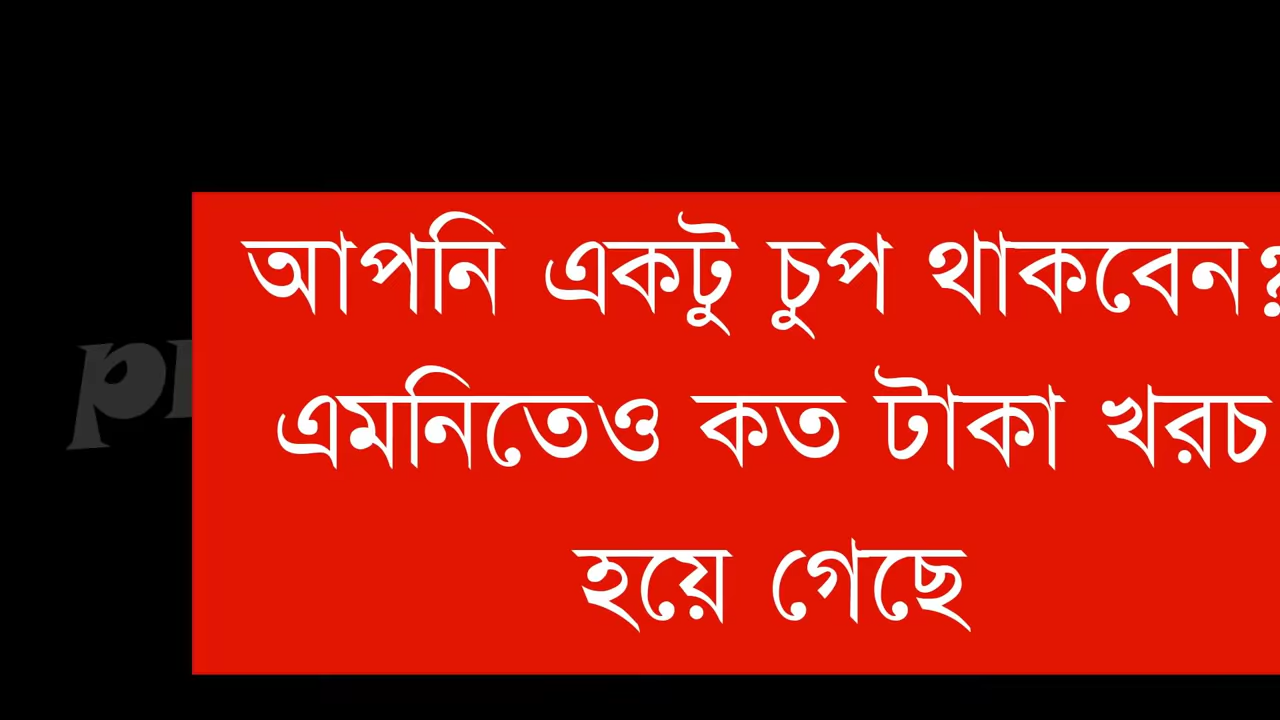 আপনি একটু চুপ থাকবেন?
এমনিতেও কত টাকা খরচ
হয়ে গেছে